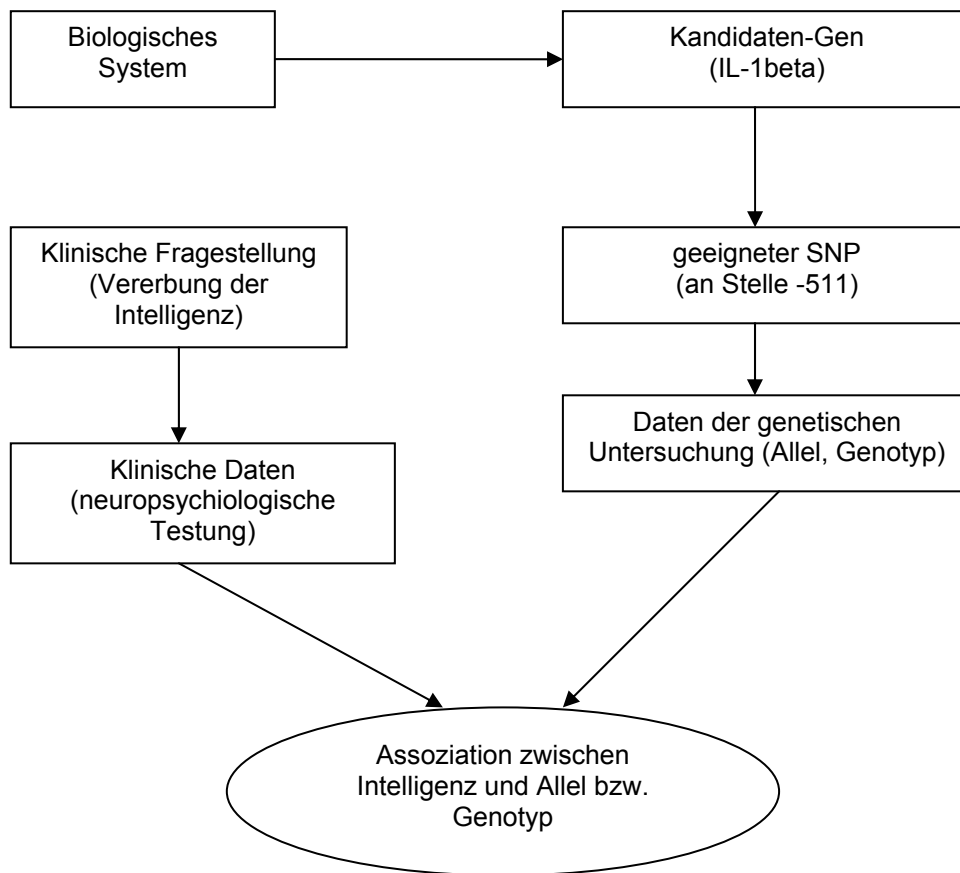 Biologisches
System
Kandidaten-Gen
(IL-1beta)
Klinische Fragestellung
(Vererbung der
Intelligenz)
geeigneter SNP
(an Stelle -511)
Klinische Daten
(neuropsychiologische
Testung)
Daten der genetischen
Untersuchung (Allel, Genotyp)
Assoziation zwischen
Intelligenz und Allel bzw.
Genotyp